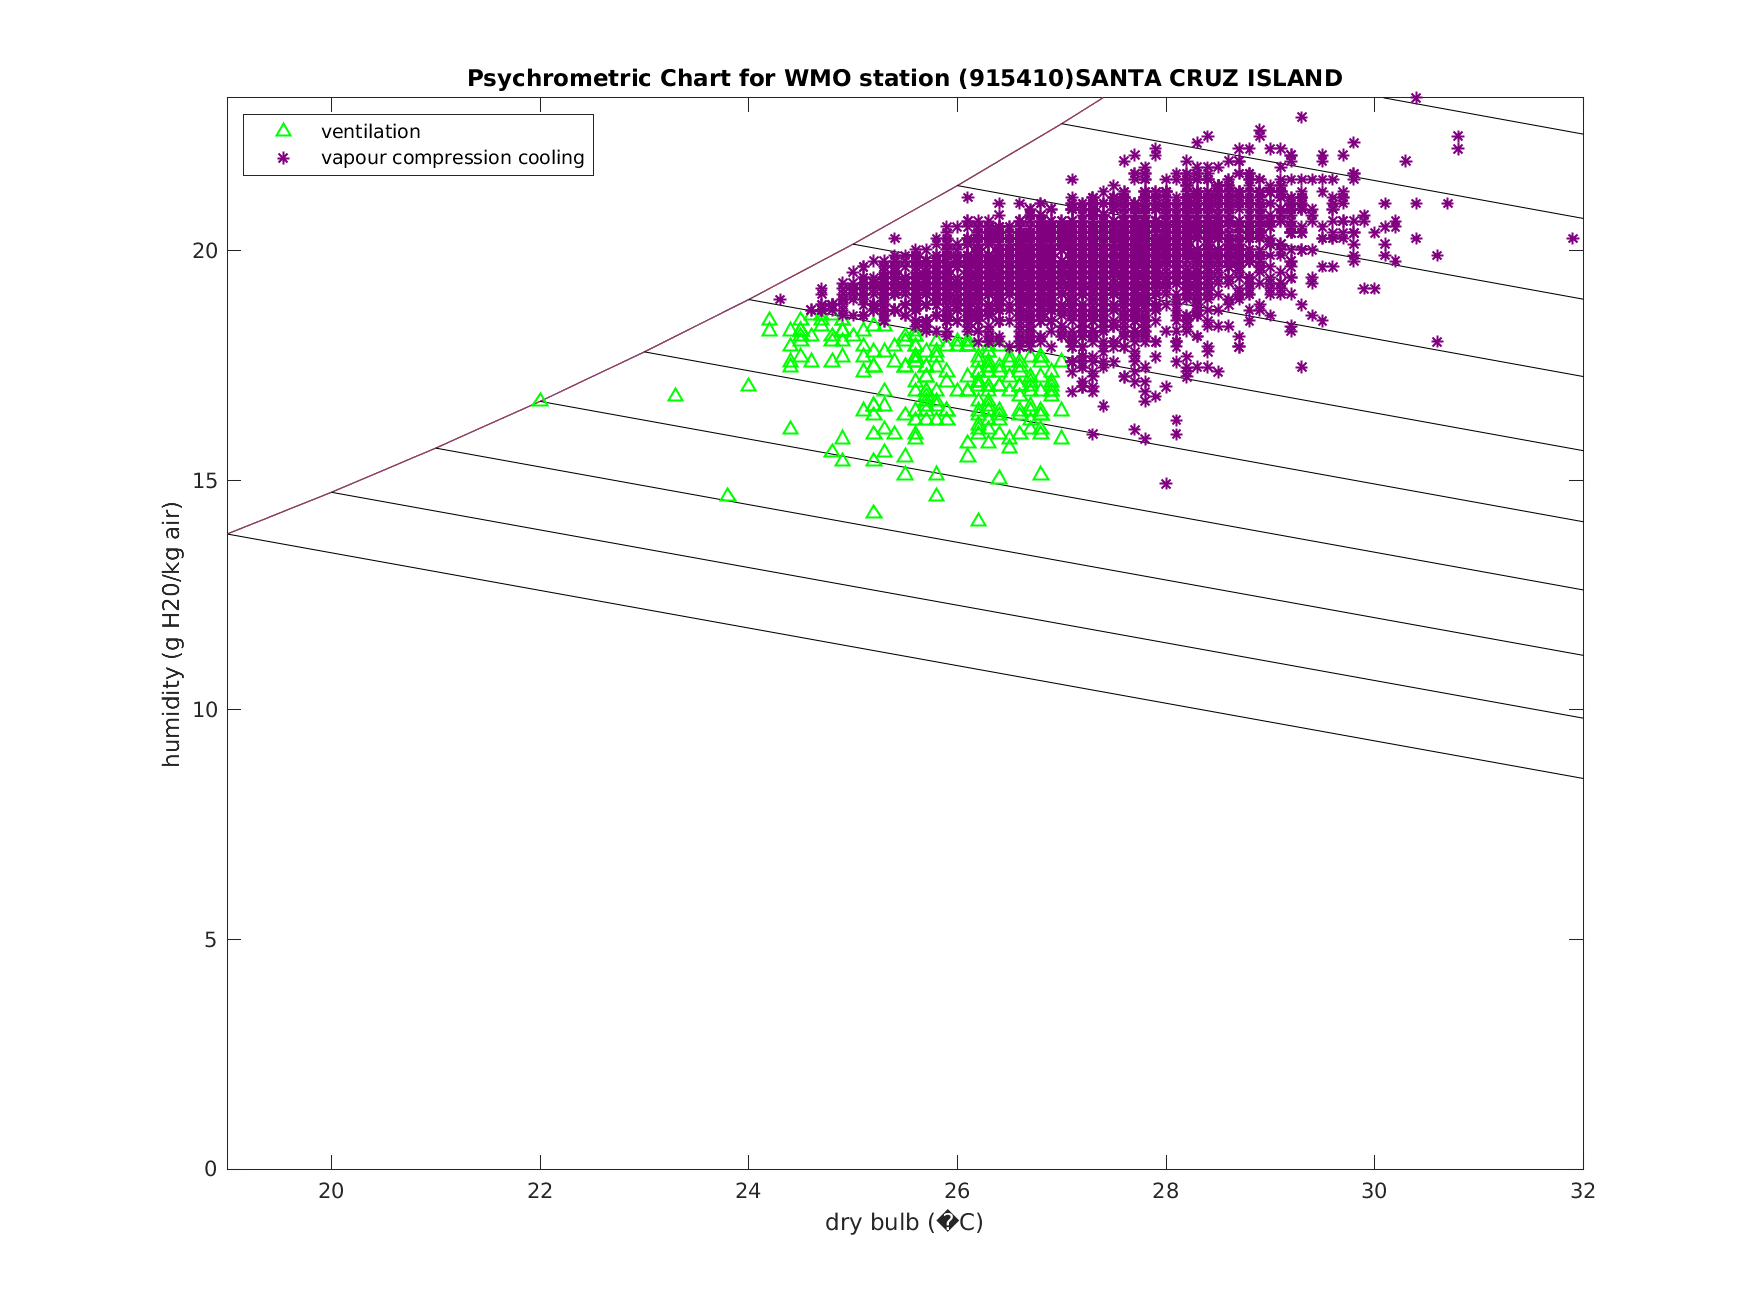 Psychrometric Chart for WMO station (915410)SANTA CRUZ ISLAND
ventilation
vapour compression cooling
humidity (g H20/kg air)
20
15
10
5
0
20 22 24 26 28 30 32
dry bulb (�C)